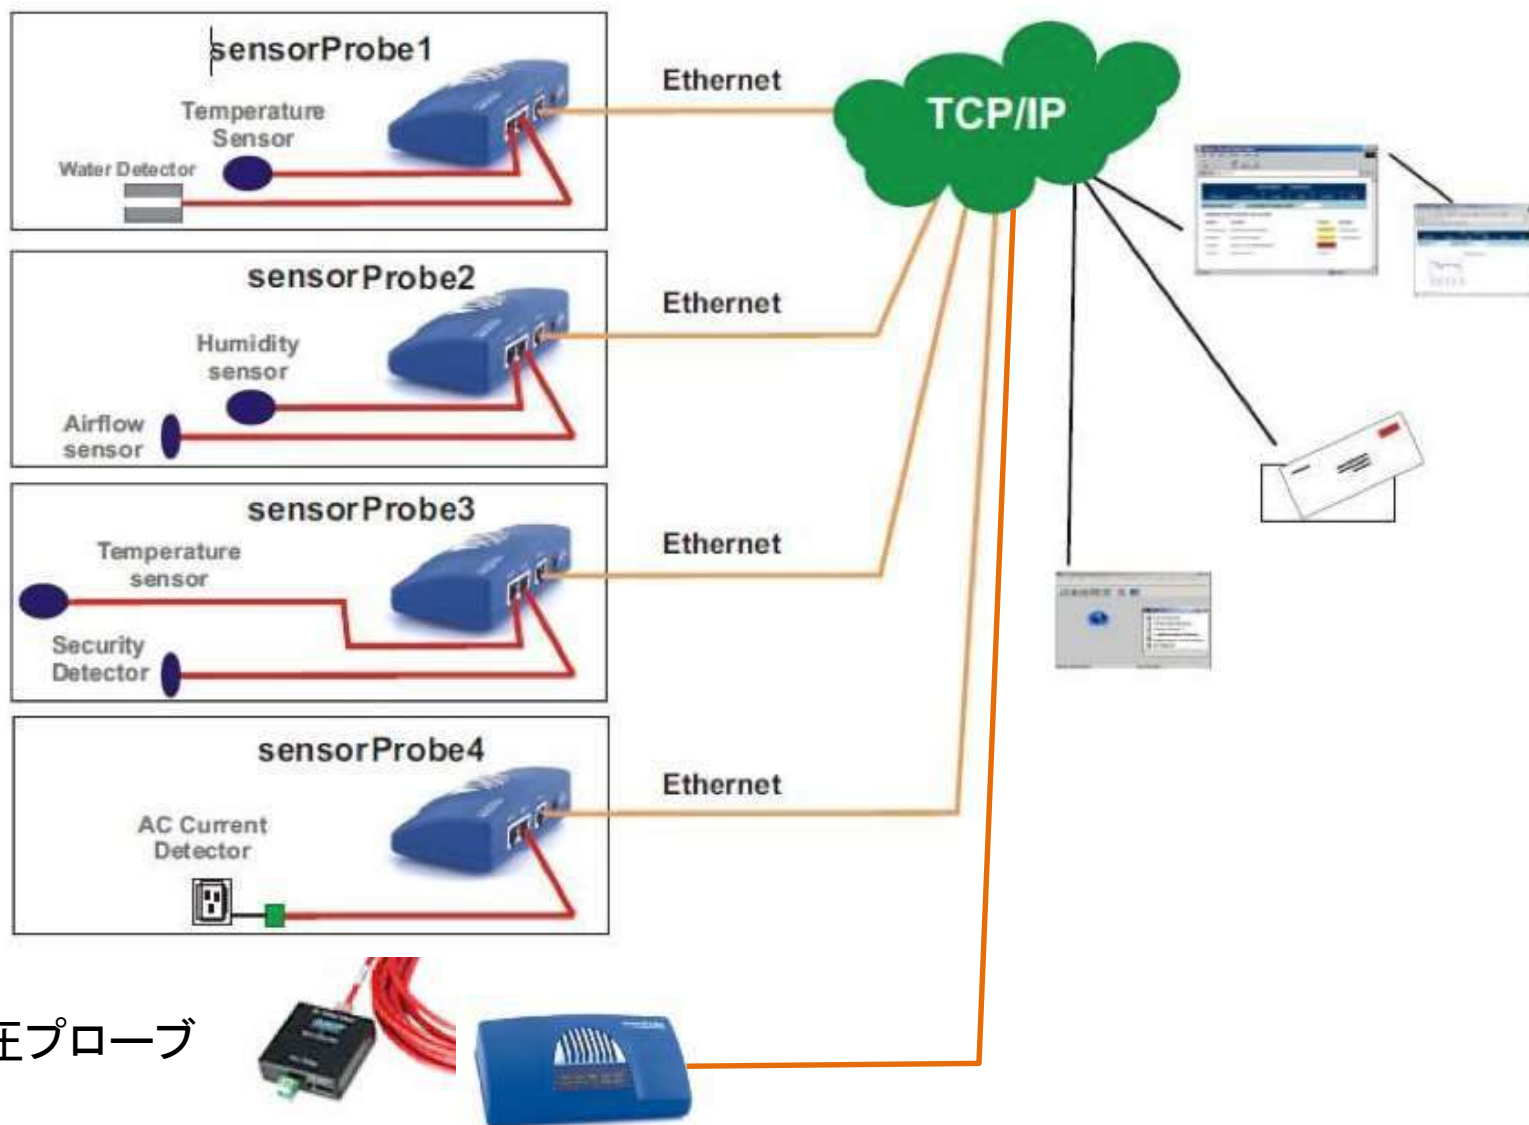 sensorProbe1
Temperature
Sensor
Water Detector
Ethernet
TCP/IP
sensorProbe2
Humidity
sensor
Airflow
sensor
Ethernet
sensorProbe3
Temperature
sensor
Security
Detector
Ethernet
sensorProbe4
AC Current
Detector
Ethernet
圧プローブ